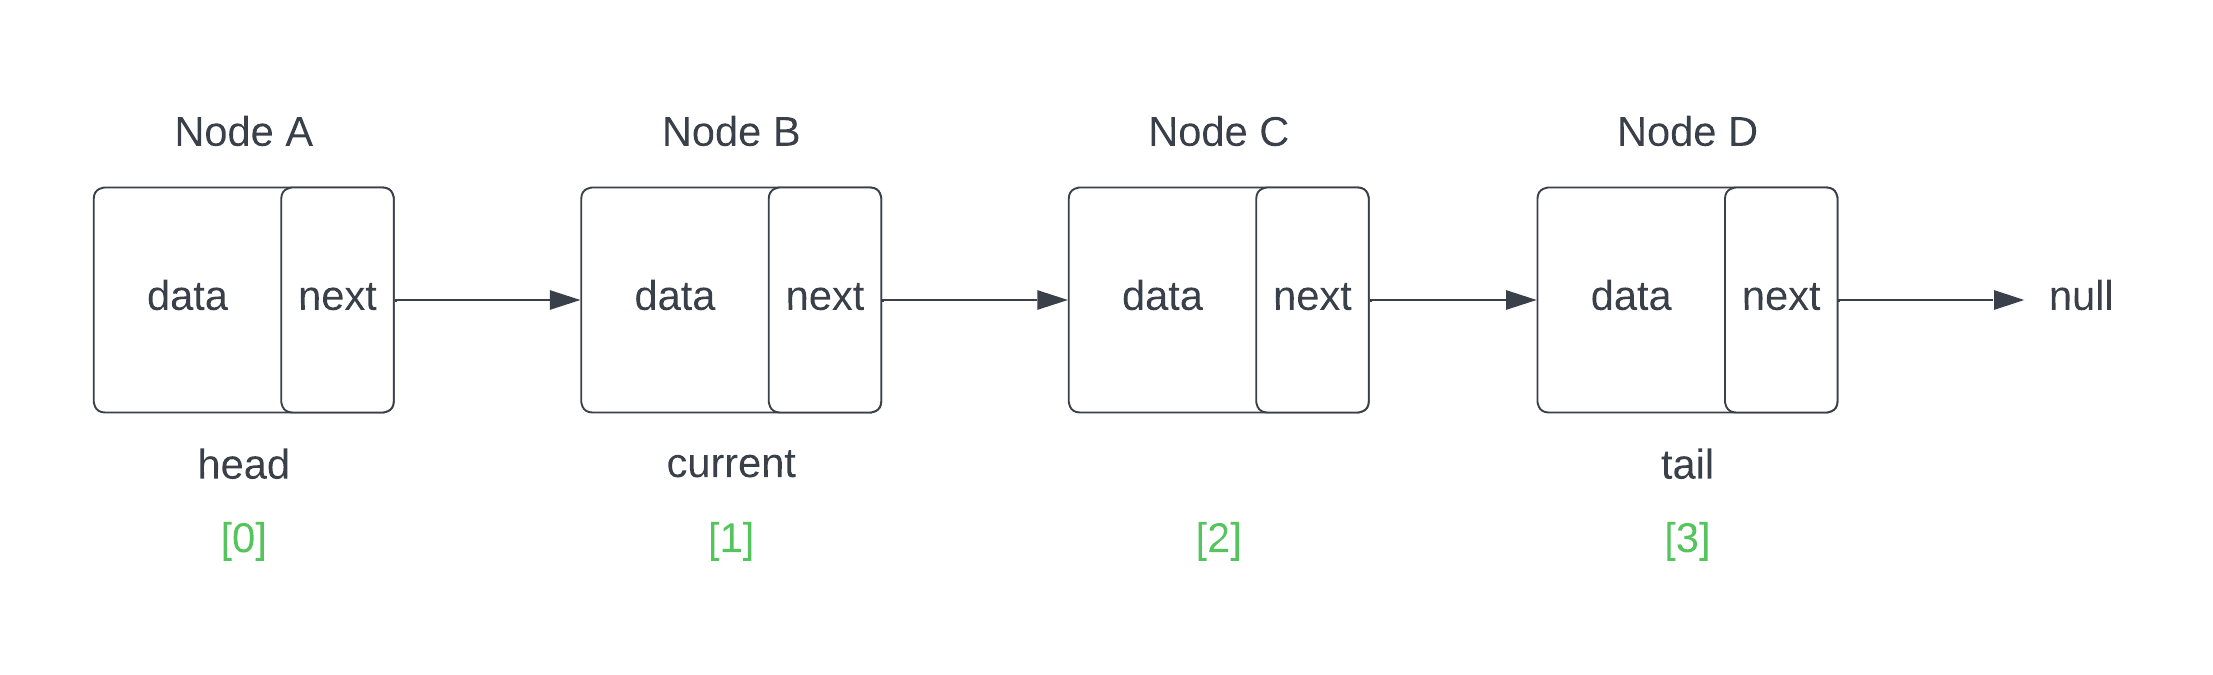 Node A
Node B
Node C
Node D
data
next
data
next
data
next
data
next
null
head
current
tail
[0]
[1]
[2]
[3]